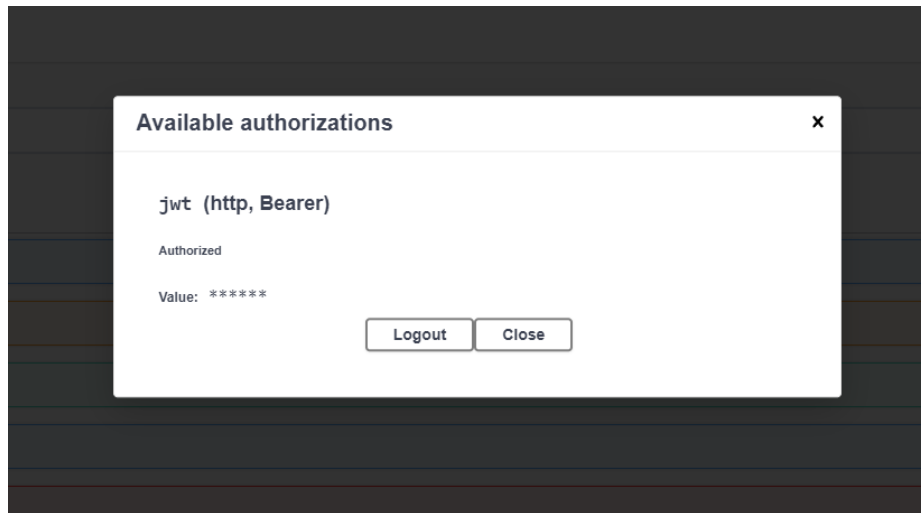 Available authorizations x
jwt (http, Bearer)
Authorized
Value: ******
Logout Close